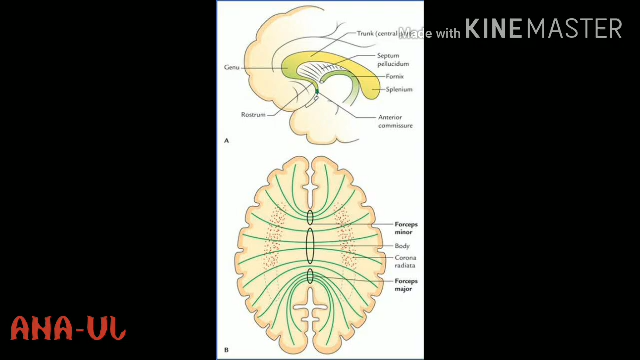 Made with KINEMASTER
Trunk (central part)
Septum
pellucidum
Genu
Fornix
Splenium
Rostrum
Anterior
commissure
A
Forceps
minor
Body
Corona
radiata
Forceps
major
ANA-UL
B